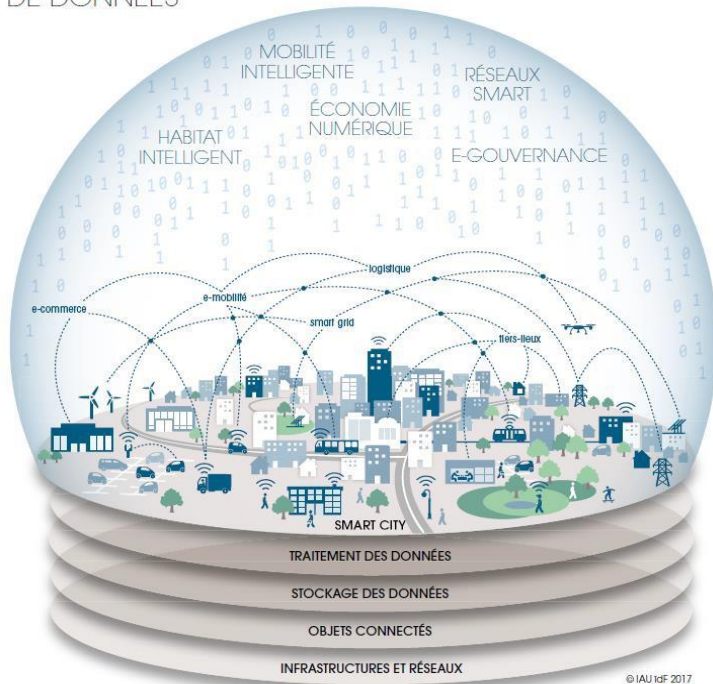 DE DONNÉES
MOBILITÉ
INTELLIGENTE
RÉSEAUX
SMART
ÉCONOMIE
NUMÉRIQUE
HABITAT
INTELLIGENT
E-GOUVERNANCE
logistique
e-mobilité
e-commerce
smart grid
tiers-lieux
SMART CITY
TRAITEMENT DES DONNÉES
STOCKAGE DES DONNÉES
OBJETS CONNECTÉS
INFRASTRUCTURES ET RÉSEAUX
© IAU îdF 2017